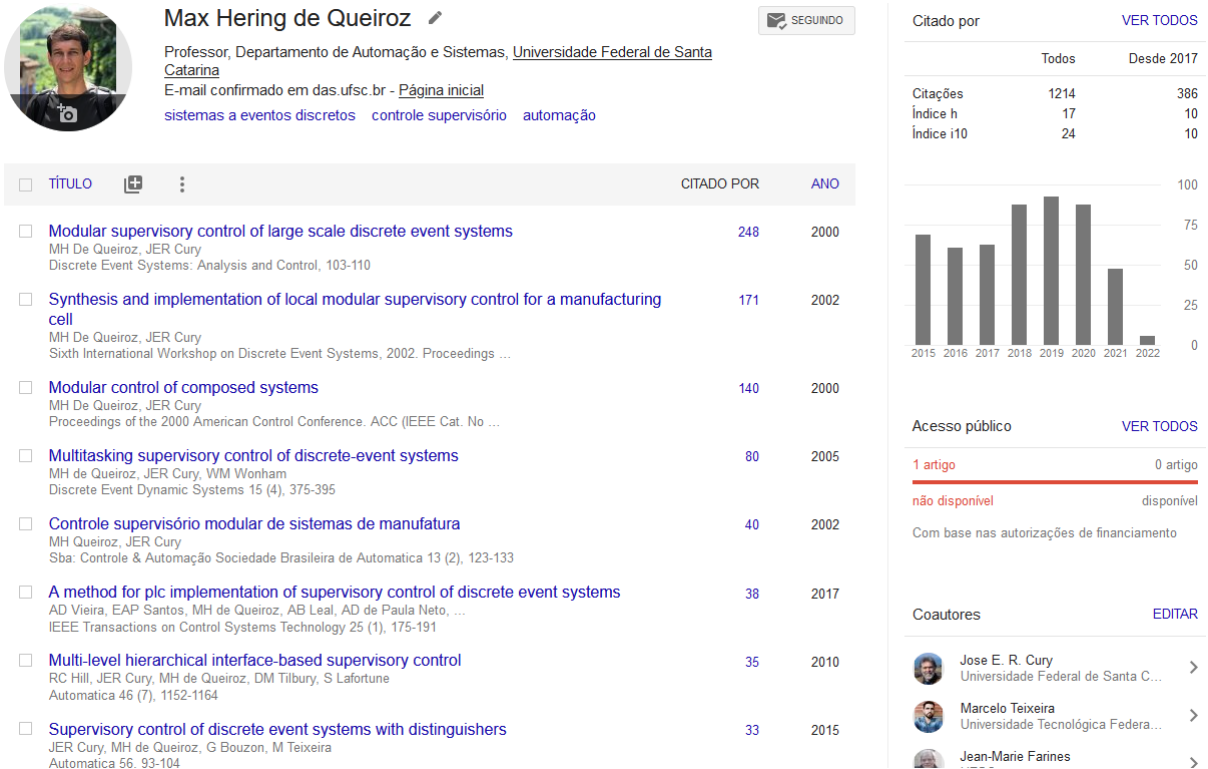 Max Hering de Queiroz
SEGUINDO
Professor, Departamento de Automação e Sistemas, Universidade Federal de Santa
Catarina
E-mail confirmado em das.ufsc.br - Página inicial
sistemas a eventos discretos controle supervisório automação
TÍTULO CITADO POR ANO
Modular supervisory control of large scale discrete event systems 248 2000
MH De Queiroz, JER Cury
Discrete Event Systems: Analysis and Control, 103-110
Synthesis and implementation of local modular supervisory control for a manufacturing 171 2002
cell
MH De Queiroz, JER Cury
Sixth International Workshop on Discrete Event Systems, 2002. Proceedings ...
Modular control of composed systems 140 2000
MH De Queiroz, JER Cury
Proceedings of the 2000 American Control Conference. ACC (IEEE Cat. No ...
Multitasking supervisory control of discrete-event systems 80 2005
MH de Queiroz, JER Cury, WM Wonham
Discrete Event Dynamic Systems 15 (4), 375-395
Controle supervisório modular de sistemas de manufatura 40 2002
MH Queiroz, JER Cury
Sba: Controle & Automação Sociedade Brasileira de Automatica 13 (2), 123-133
A method for plc implementation of supervisory control of discrete event systems 38 2017
AD Vieira, EAP Santos, MH de Queiroz, AB Leal, AD de Paula Neto, ...
IEEE Transactions on Control Systems Technology 25 (1), 175-191
Multi-level hierarchical interface-based supervisory control 35 2010
RC Hill, JER Cury, MH de Queiroz, DM Tilbury, S Lafortune
Automatica 46 (7), 1152-1164
Supervisory control of discrete event systems with distinguishers 33 2015
JER Cury, MH de Queiroz, G Bouzon, M Teixeira
Automatica 56, 93-104
Citado por VER TODOS
Todos Desde 2017
Citações 1214 386
Índice h 17 10
Índice i10 24 10
100
75
50
25
0
2015 2016 2017 2018 2019 2020 2021 2022
Acesso público VER TODOS
1 artigo 0 artigo
não disponível disponível
Com base nas autorizações de financiamento
Coautores EDITAR
Jose E. R. Cury
Universidade Federal de Santa C...
Marcelo Teixeira
Universidade Tecnológica Federa...
Jean-Marie Farines